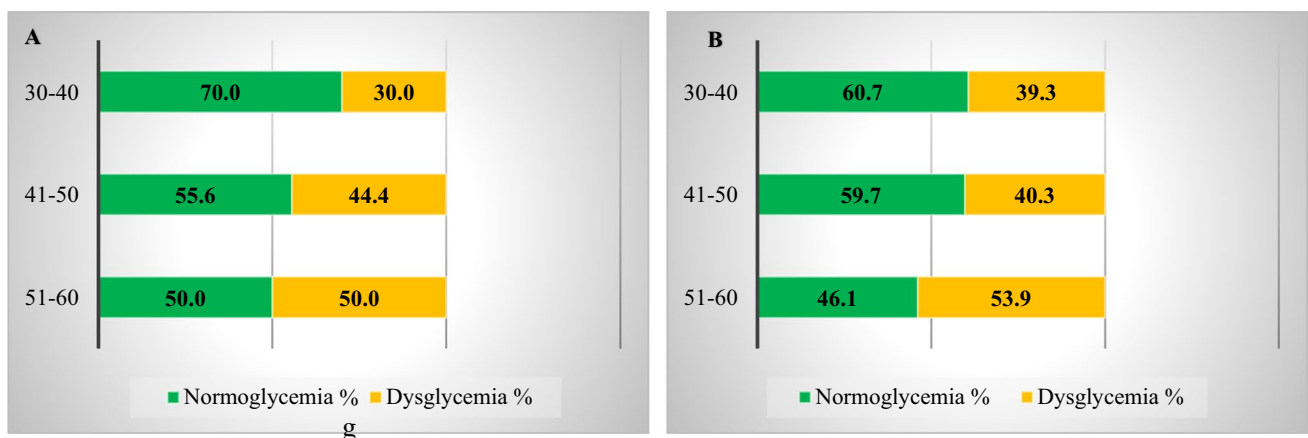 A
30-40 70.0 30.0
41-50 55.6 44.4
51-60 50.0 50.0
Normoglycemia % Dysglycemia %
g
B
30-40 60.7 39.3
41-50 59.7 40.3
51-60 46.1 53.9
Normoglycemia % Dysglycemia %